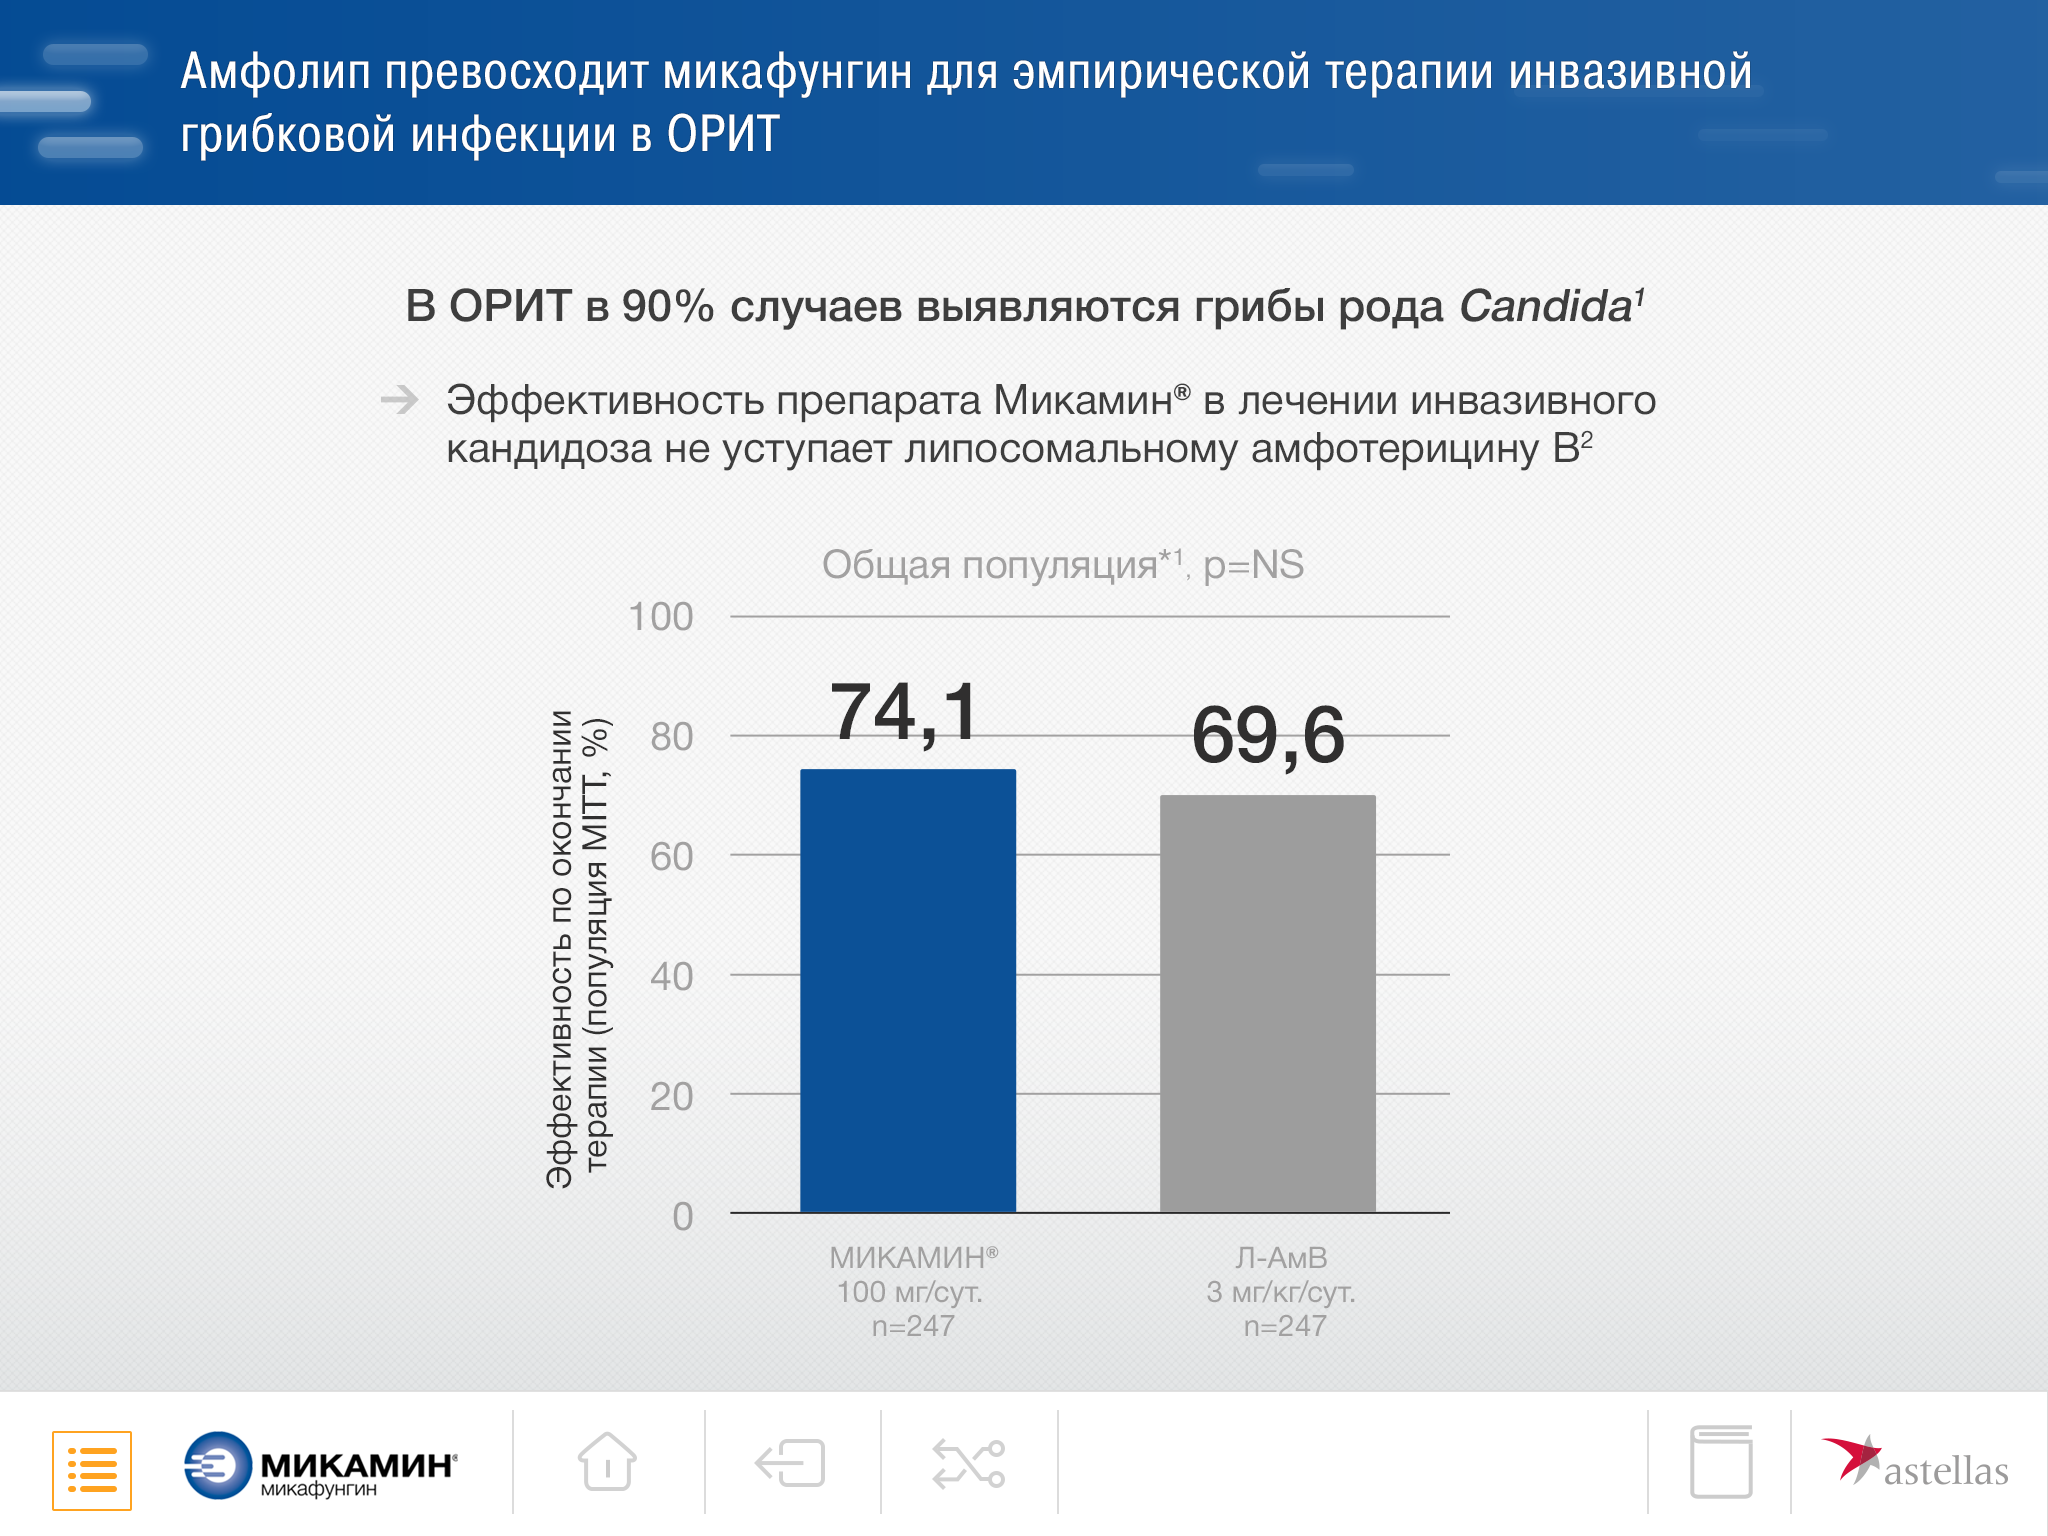 Амфолип превосходит микафунгин для эмпирической терапии инвазивной
грибковой инфекции в ОРИТ
В ОРИТ в 90% случаев выявляются грибы рода Candida¹
Эффективность препарата Микамин® в лечении инвазивного
кандидоза не уступает липосомальному амфотерицину В²
Общая популяция*¹, p=NS
Эффективность по окончании
терапии (популяция MITT, %)
100
80
60
40
20
0
74,1
69,6
МИКАМИН®
100 мг/сут.
n=247
Л-АмВ
3 мг/кг/сут.
n=247
МИКАМИН®
микафунгин
astellas